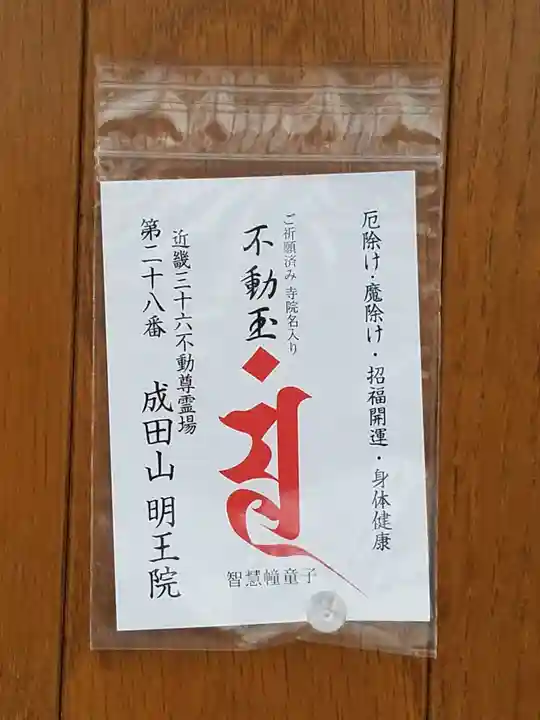 厄除け・魔除け・招福開運・身体健康
ご祈願済み 寺院名入り
不動玉
智慧幢童子
近畿三十六不動尊霊場
第二十八番
成田山 明王院